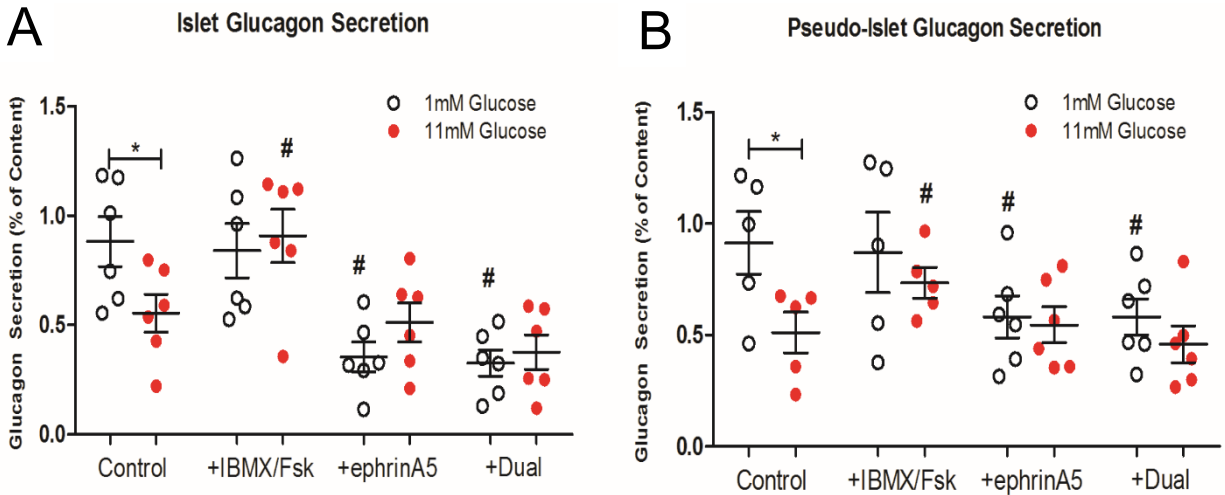 A
Islet Glucagon Secretion
Glucagon Secretion (% of Content)
1mM Glucose
11mM Glucose
1.5
1.0
0.5
0.0
*
#
#
#
Control
+IBMX/Fsk
+ephrinA5
+Dual
B
Pseudo-Islet Glucagon Secretion
Glucagon Secretion (% of Content)
1mM Glucose
11mM Glucose
1.5
1.0
0.5
0.0
*
#
#
#
Control
+IBMX/Fsk
+ephrinA5
+Dual